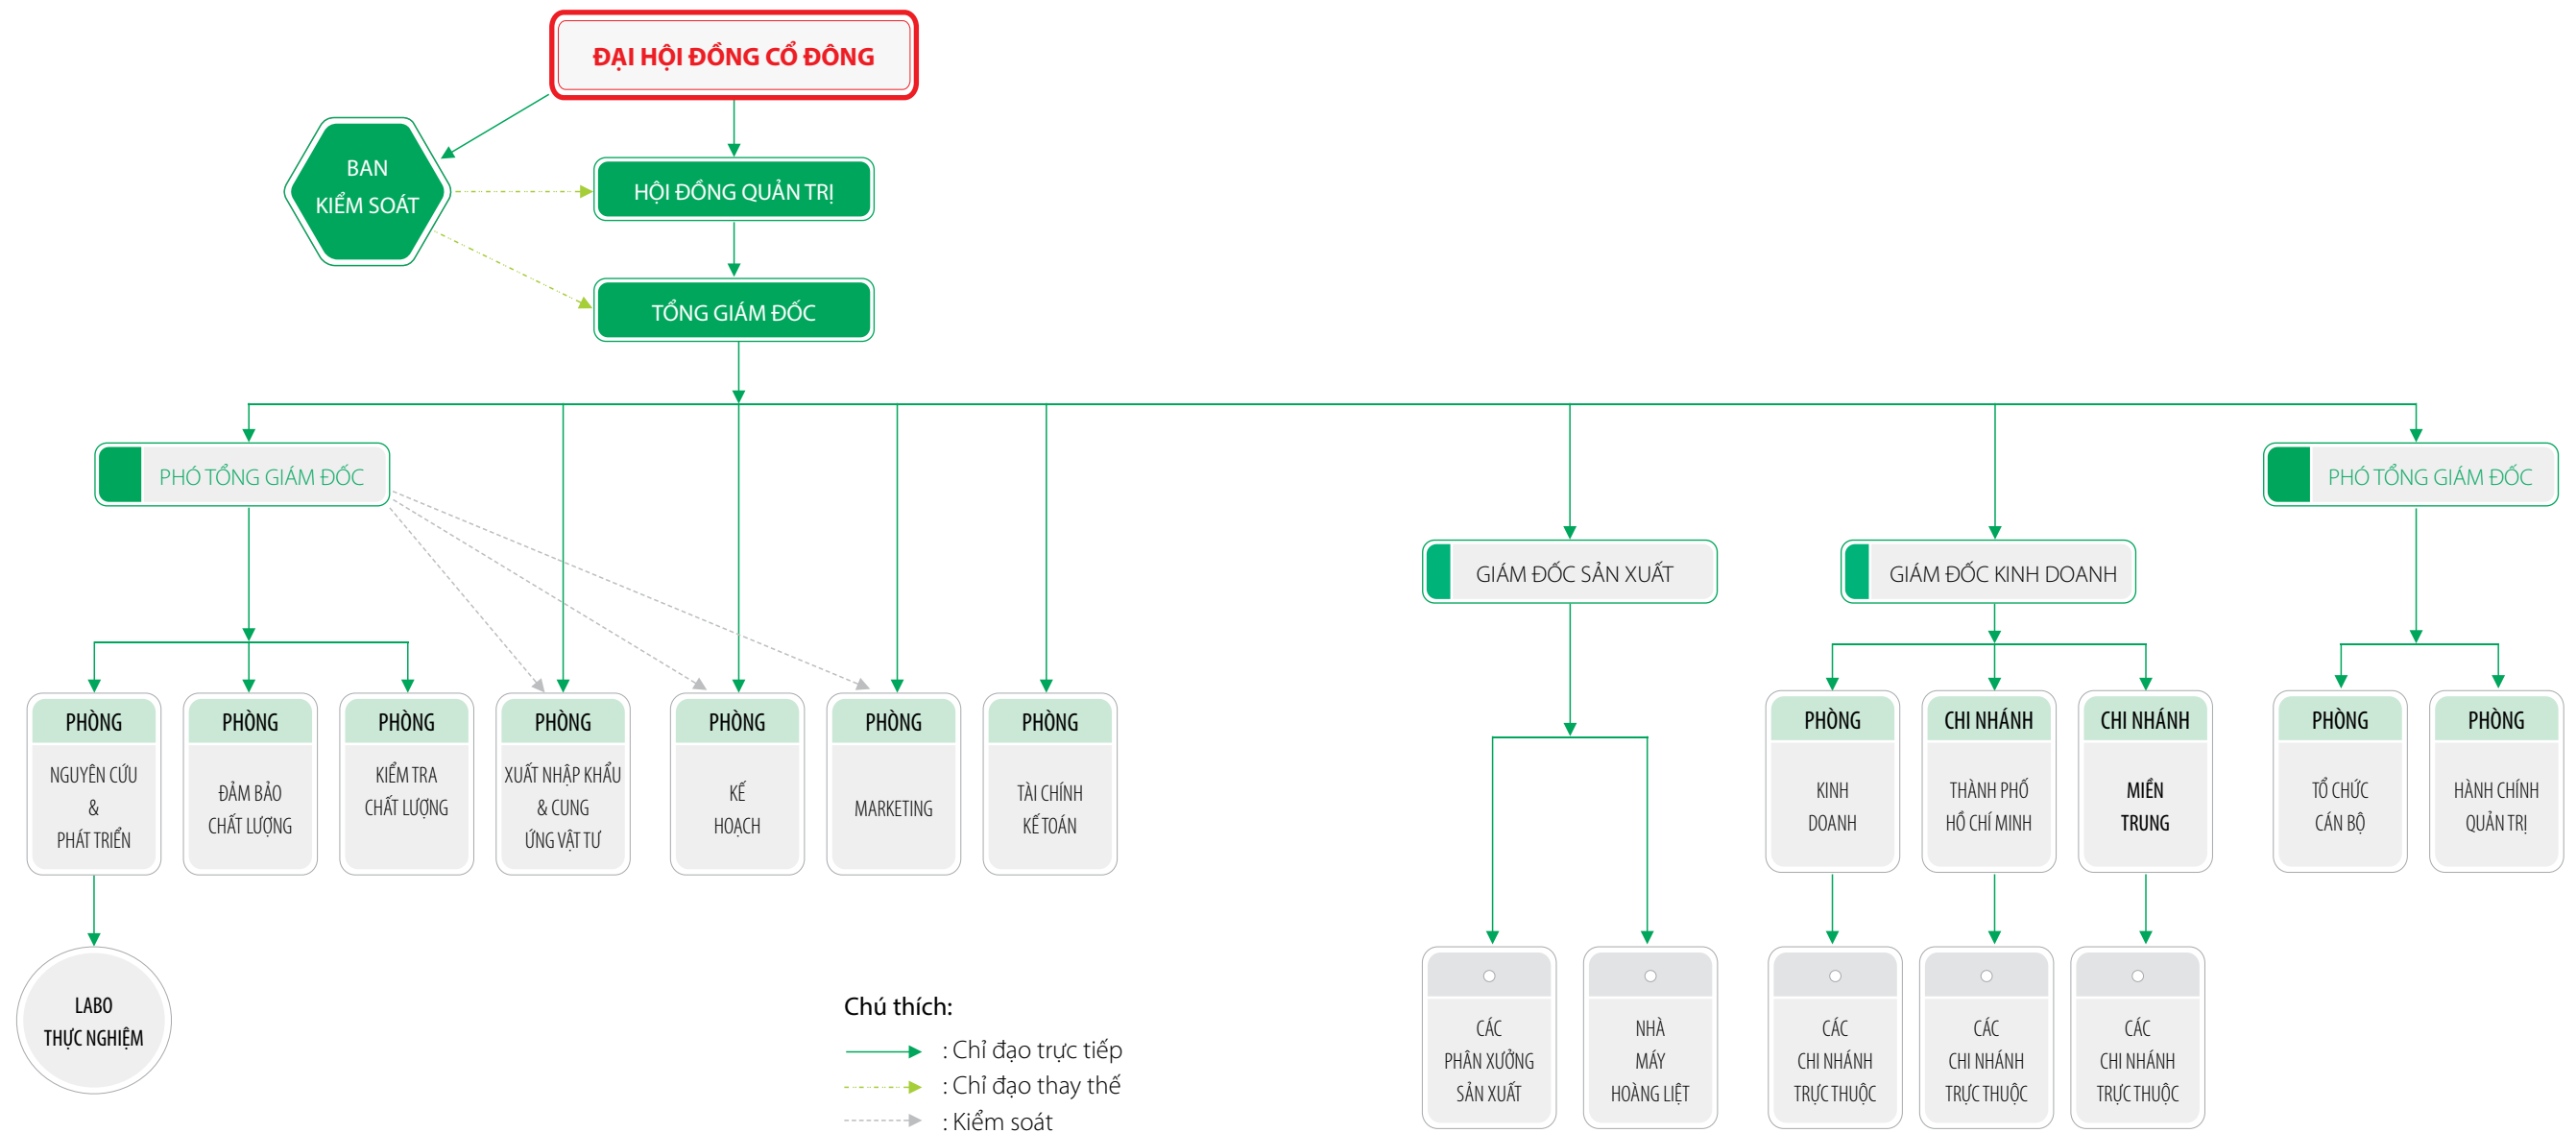 ĐẠI HỘI ĐỒNG CỔ ĐÔNG
BAN
KIỂM SOÁT
HỘI ĐỒNG QUẢN TRỊ
TỔNG GIÁM ĐỐC
PHÓ TỔNG GIÁM ĐỐC
PHÓ TỔNG GIÁM ĐỐC
GIÁM ĐỐC SẢN XUẤT
GIÁM ĐỐC KINH DOANH
PHÒNG
NGUYÊN CỨU
&
PHÁT TRIỂN
PHÒNG
ĐẢM BẢO
CHẤT LƯỢNG
PHÒNG
KIỂM TRA
CHẤT LƯỢNG
PHÒNG
XUẤT NHẬP KHẨU
& CUNG
ỨNG VẬT TƯ
PHÒNG
KẾ
HOẠCH
PHÒNG
MARKETING
PHÒNG
TÀI CHÍNH
KẾ TOÁN
PHÒNG
KINH
DOANH
CHI NHÁNH
THÀNH PHỐ
HỒ CHÍ MINH
CHI NHÁNH
MIỀN
TRUNG
PHÒNG
TỔ CHỨC
CÁN BỘ
PHÒNG
HÀNH CHÍNH
QUẢN TRỊ
LABO
THỰC NGHIỆM
CÁC
PHÂN XƯỞNG
SẢN XUẤT
NHÀ
MÁY
HOÀNG LIỆT
CÁC
CHI NHÁNH
TRỰC THUỘC
CÁC
CHI NHÁNH
TRỰC THUỘC
CÁC
CHI NHÁNH
TRỰC THUỘC
Chú thích:
: Chỉ đạo trực tiếp
: Chỉ đạo thay thế
: Kiểm soát